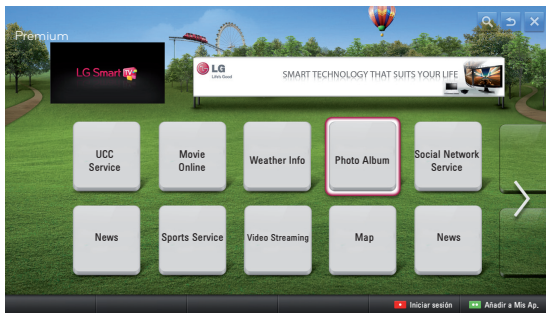 Premium
LG Smart TV
LG
Life's Good
SMART TECHNOLOGY THAT SUITS YOUR LIFE
UCC
Service
Movie
Online
Weather Info
Photo Album
Social Network
Service
News
Sports Service
Video Streaming
Map
News
Iniciar sesión
Añadir a Mis Ap.